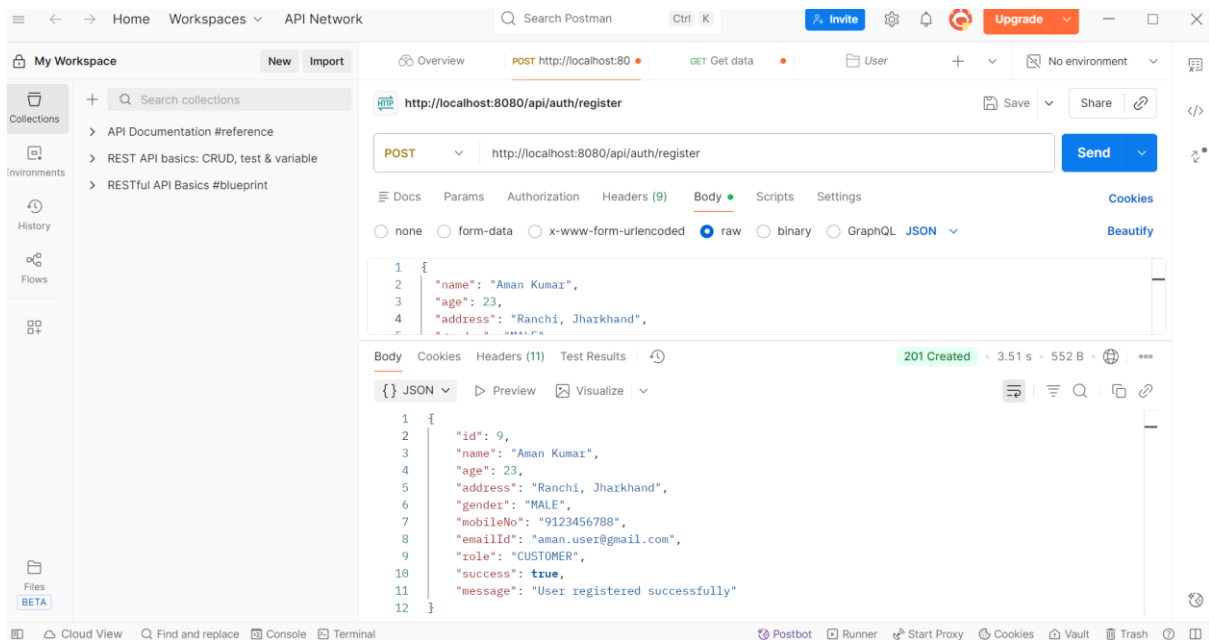 Home Workspaces API Network Search Postman Ctrl K Invite Upgrade
My Workspace New Import Overview POST http://localhost:80 GET Get data User No environment
Collections
Search collections
API Documentation #reference
REST API basics: CRUD, test & variable
RESTful API Basics #blueprint
Environments
History
Flows
Files
BETA
HTTP http://localhost:8080/api/auth/register Save Share
POST http://localhost:8080/api/auth/register Send
Docs Params Authorization Headers (9) Body Scripts Settings Cookies
none form-data x-www-form-urlencoded raw binary GraphQL JSON Beautify
1 {
2 "name": "Aman Kumar",
3 "age": 23,
4 "address": "Ranchi, Jharkhand",
Body Cookies Headers (11) Test Results 201 Created 3.51 s 552 B
{} JSON Preview Visualize
1 {
2 "id": 9,
3 "name": "Aman Kumar",
4 "age": 23,
5 "address": "Ranchi, Jharkhand",
6 "gender": "MALE",
7 "mobileNo": "9123456788",
8 "emailId": "aman.user@gmail.com",
9 "role": "CUSTOMER",
10 "success": true,
11 "message": "User registered successfully"
12 }
Cloud View Find and replace Console Terminal Postbot Runner Start Proxy Cookies Vault Trash